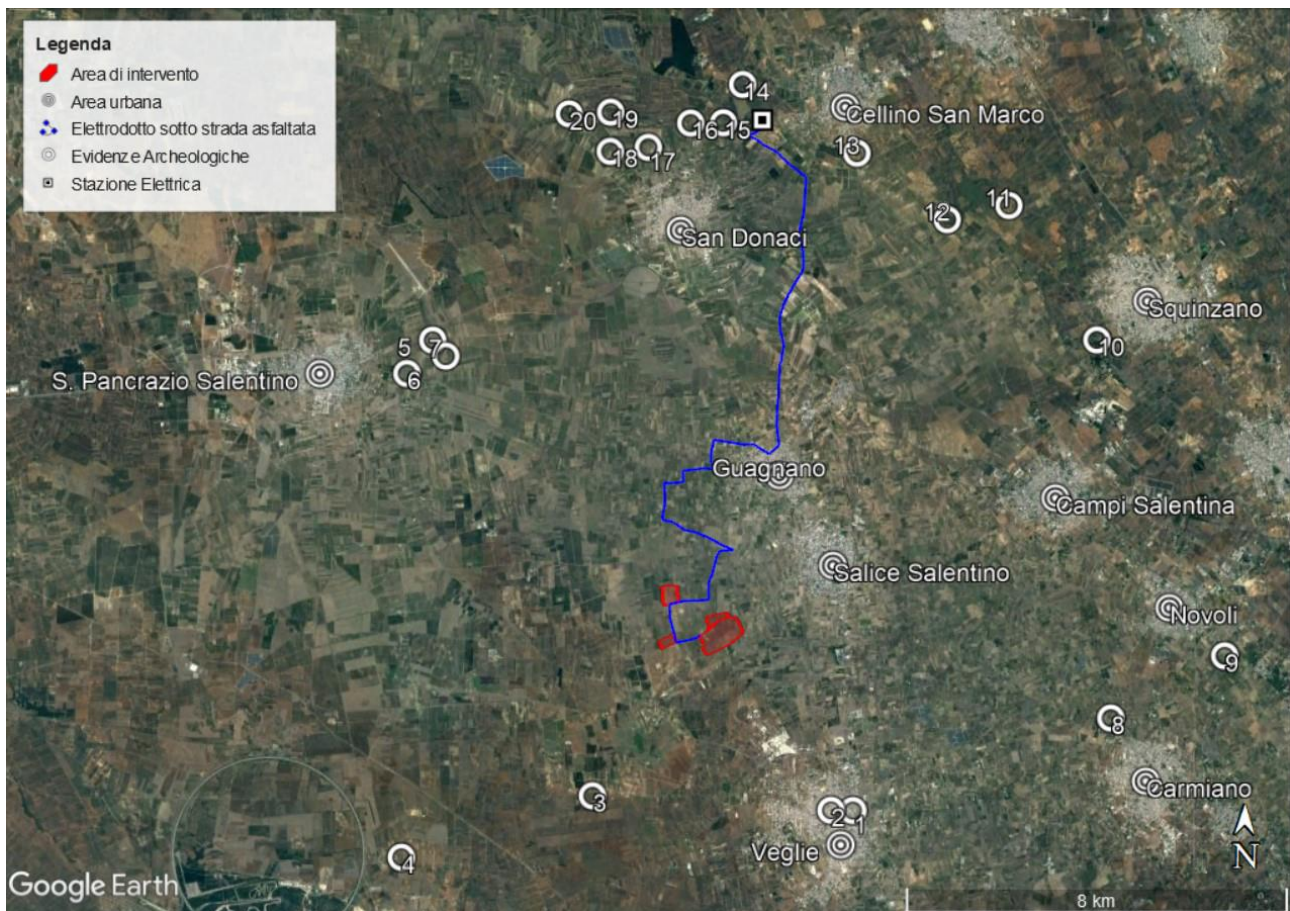 Legenda
Area di intervento
Area urbana
Elettrodotto sotto strada asfaltata
Evidenze Archeologiche
Stazione Elettrica
14
20
19
16
15
Cellino San Marco
18
17
13
12
11
San Donaci
Squinzano
5
7
10
6
S. Pancrazio Salentino
Guagnano
Campi Salentina
Salice Salentino
Novoli
9
8
Carmiano
3
2
1
Veglie
4
N
Google Earth
8 km